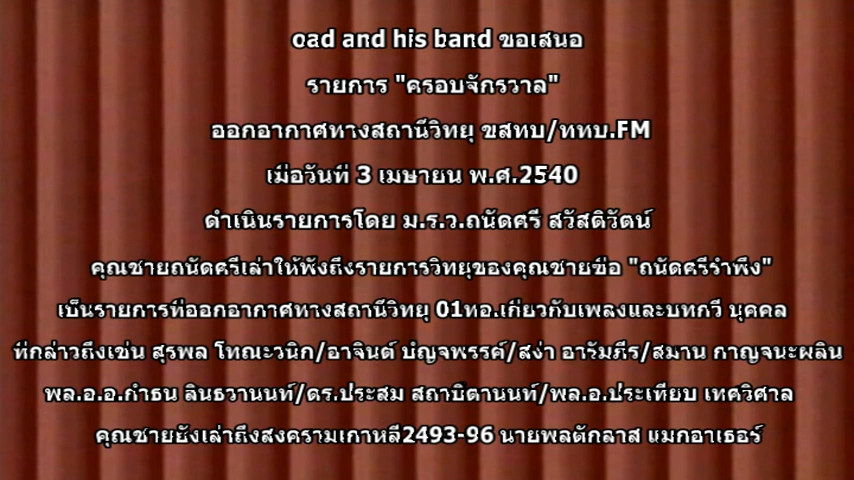 oad and his band ขอเสนอ
รายการ "ครอบจักรวาล"
ออกอากาศทางสถานีวิทยุ ขสทบ/ททบ.FM
เมื่อวันที่ 3 เมษายน พ.ศ.2540
ดำเนินรายการโดย ม.ร.ว.ถนัดศรี สวัสดิวัตน์
คุณชายถนัดศรีเล่าให้ฟังถึงรายการวิทยุของคุณชายชื่อ "ถนัดศรีรำพึง"
เป็นรายการที่ออกอากาศทางสถานีวิทยุ 01ทอ.เกี่ยวกับเพลงและบทกวี บุคคล
ที่กล่าวถึงเช่น สุรพล โทณะวนิก/อาจินต์ ปัญจพรรค์/สง่า อารัมภีร/สมาน กาญจนะผลิน
พล.อ.อ.กำธน สินธวานนท์/ดร.ประสม สถาปิตานนท์/พล.อ.ประเทียบ เทศวิศาล
คุณชายยังเล่าถึงสงครามเกาหลี2493-96 นายพลดักลาส แมกอาเธอร์